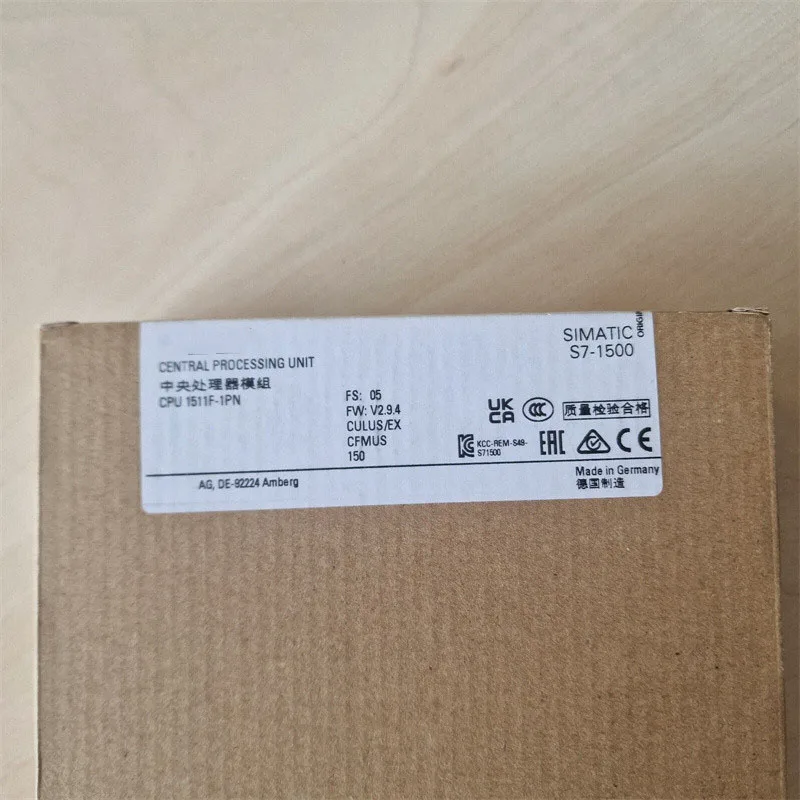 CENTRAL PROCESSING UNIT
中央处理器模组
CPU 1511F-1PN
FS: 05
FW: V2.9.4
CULUS/EX
CFMUS
150
SIMATIC
S7-1500
UK
CA
CCC
质量检验合格
KCC-REM-S49-
S71500
EAC
CE
AG, DE-92224 Amberg
Made in Germany
德国制造